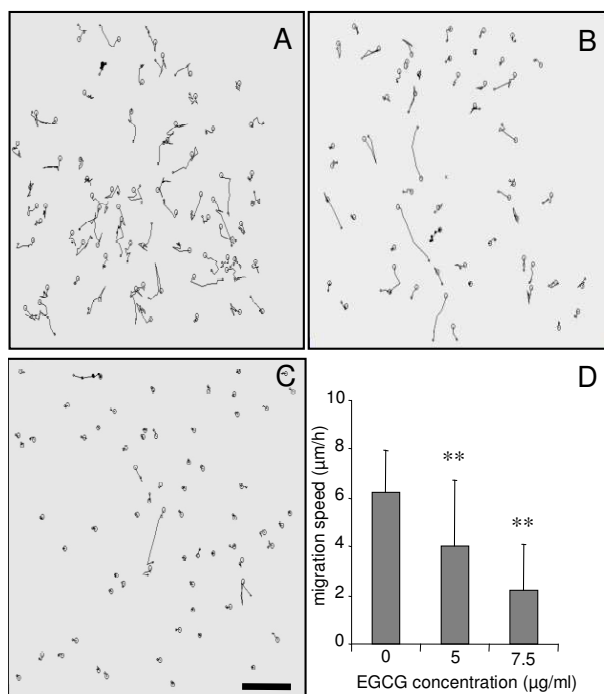 A
B
C
D
migration speed (µm/h)
10
8
6
4
2
0
**
**
0 5 7.5
EGCG concentration (µg/ml)